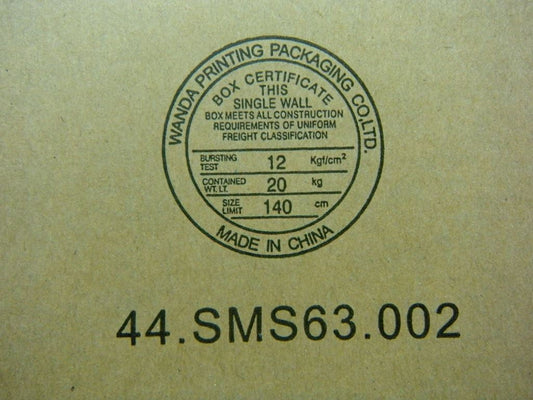 WANDA PRINTING PACKAGING CO.,LTD.
BOX CERTIFICATE
THIS
SINGLE WALL
BOX MEETS ALL CONSTRUCTION
REQUIREMENTS OF UNIFORM
FREIGHT CLASSIFICATION
BURSTING TEST 12 Kgf/cm²
CONTAINED WT. LT. 20 kg
SIZE LIMIT 140 cm
MADE IN CHINA
44.SMS63.002